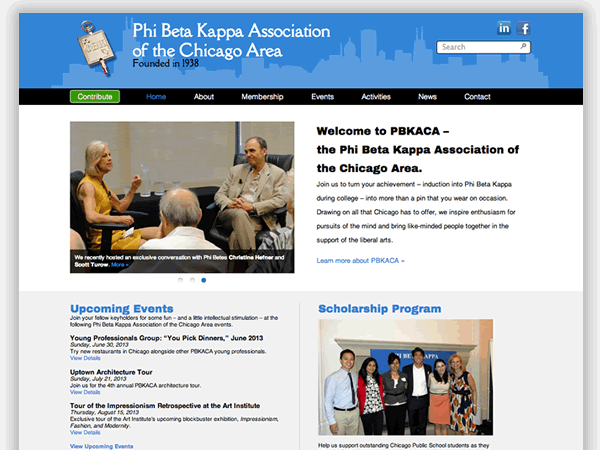 Phi Beta Kappa Association
of the Chicago Area
Founded in 1938
in f
Search
Contribute Home About Membership Events Activities News Contact
We recently hosted an exclusive conversation with Phi Betes Christine Hefner and
Scott Turow. More »
Welcome to PBKACA –
the Phi Beta Kappa Association of
the Chicago Area.
Join us to turn your achievement – induction into Phi Beta Kappa
during college – into more than a pin that you wear on occasion.
Drawing on all that Chicago has to offer, we inspire enthusiasm for
pursuits of the mind and bring like-minded people together in the
support of the liberal arts.
Learn more about PBKACA »
Upcoming Events
Join your fellow keyholders for some fun – and a little intellectual stimulation – at the
following Phi Beta Kappa Association of the Chicago Area events.
Young Professionals Group: “You Pick Dinners,” June 2013
Sunday, June 30, 2013
Try new restaurants in Chicago alongside other PBKACA young professionals.
View Details
Uptown Architecture Tour
Sunday, July 21, 2013
Join us for the 4th annual PBKACA architecture tour.
View Details
Tour of the Impressionism Retrospective at the Art Institute
Thursday, August 15, 2013
Exclusive tour of the Art Institute's upcoming blockbuster exhibition, Impressionism,
Fashion, and Modernity.
View Details
View Upcoming Events
Scholarship Program
PHI BETA KAPPA
Help us support outstanding Chicago Public School students as they